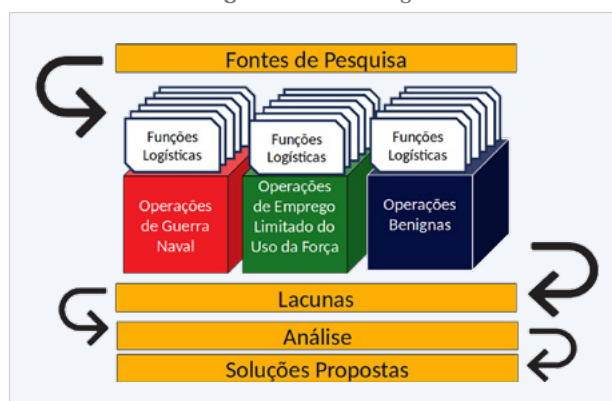 Fontes de Pesquisa
Funções
Logísticas
Funções
Logísticas
Funções
Logísticas
Operações
de Guerra
Naval
Operações
de Emprego
Limitado do
Uso da Força
Operações
Benignas
Lacunas
Análise
Soluções Propostas